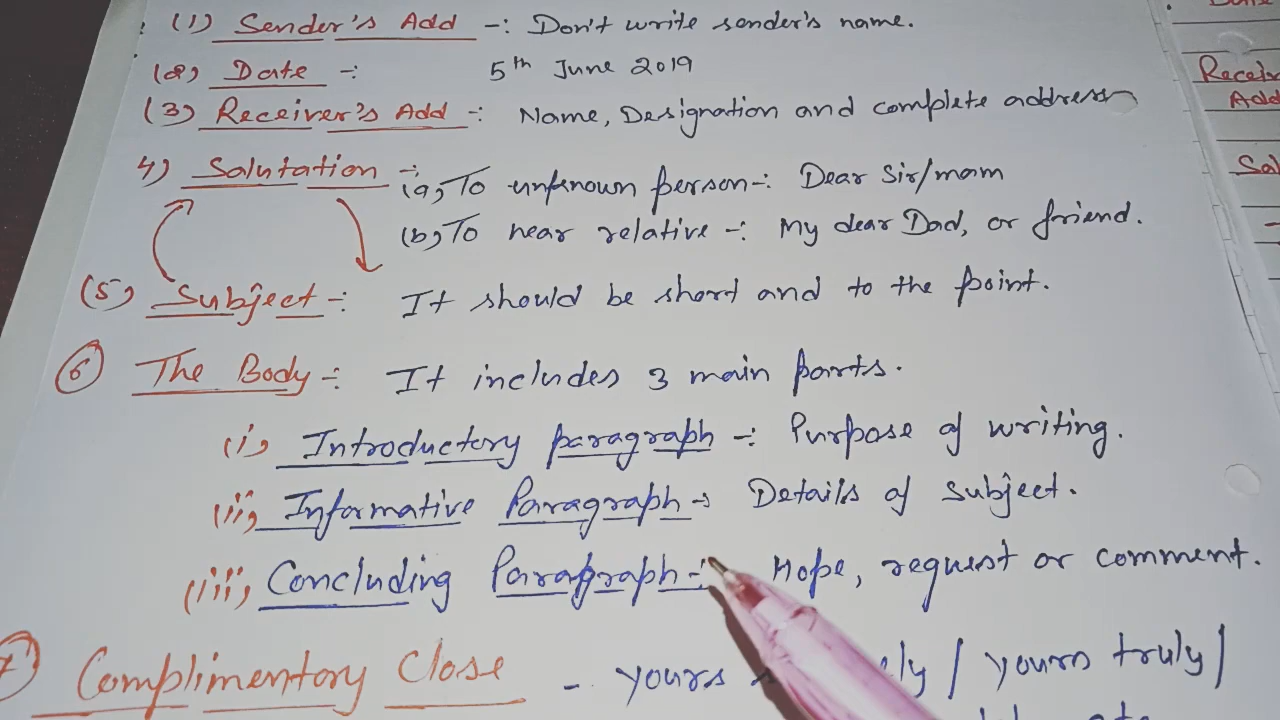 (1) Sender's Add -: Don't write sender's name.
(2) Date -: 5th June 2019
(3) Receiver's Add -: Name, Designation and complete address
4) Salutation -: (a) To unknown person -: Dear Sir/mam
(b) To near relative -: My dear Dad, or friend.
(5) Subject -: It should be short and to the point.
(6) The Body -: It includes 3 main parts.
(i) Introductory paragraph -: Purpose of writing.
(ii) Informative Paragraph -: Details of subject.
(iii) Concluding Paragraph -: Hope, request or comment.
7) Complimentory Close - yours / yours truly /
Add